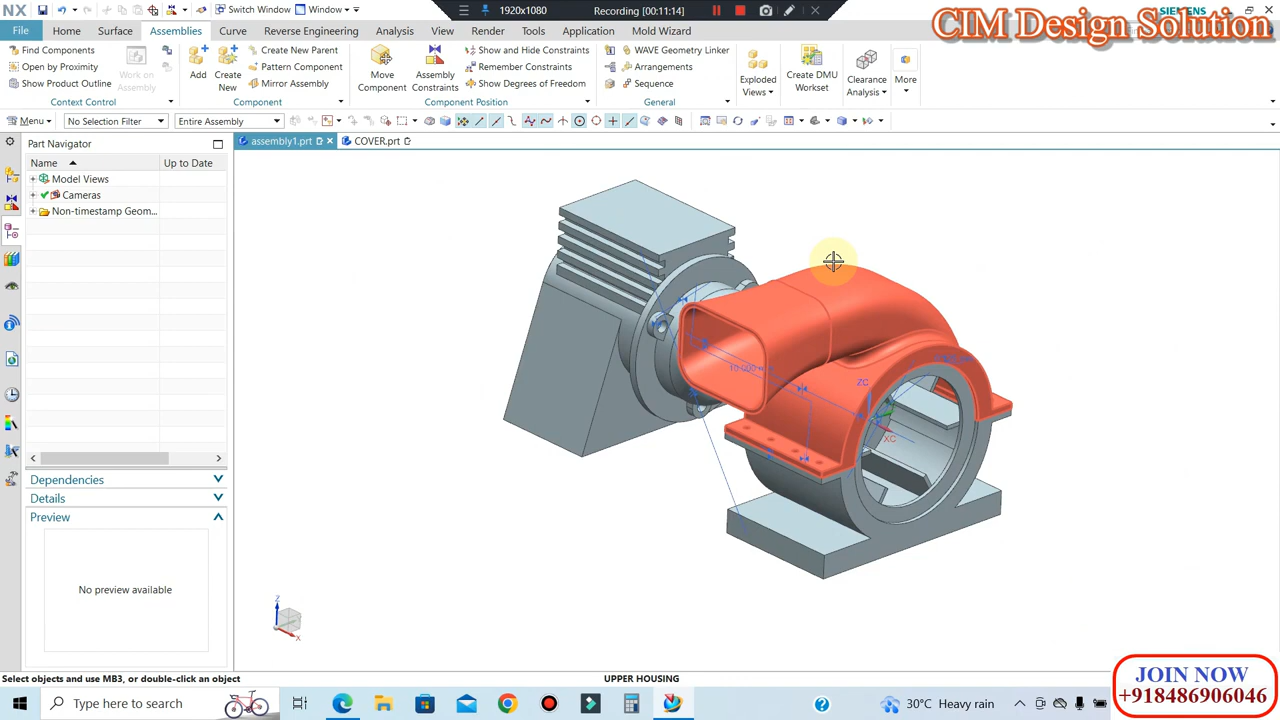 NX
Switch Window
Window
1920x1080
Recording [00:11:14]
SIEMENS
CIM Design Solution
File
Home
Surface
Assemblies
Curve
Reverse Engineering
Analysis
View
Render
Tools
Application
Mold Wizard
Find Components
Open by Proximity
Show Product Outline
Work on Assembly
Context Control
Add
Create New
Create New Parent
Pattern Component
Mirror Assembly
Component
Move Component
Assembly Constraints
Show and Hide Constraints
Remember Constraints
Show Degrees of Freedom
Component Position
WAVE Geometry Linker
Arrangements
Sequence
General
Exploded Views
Create DMU Workset
Clearance Analysis
More
Menu
No Selection Filter
Entire Assembly
assembly1.prt
COVER.prt
Part Navigator
Name
Up to Date
Model Views
Cameras
Non-timestamp Geom...
Dependencies
Details
Preview
No preview available
ZC
XC
Z
X
Select objects and use MB3, or double-click an object
UPPER HOUSING
JOIN NOW
+918486906046
Type here to search
30°C Heavy rain